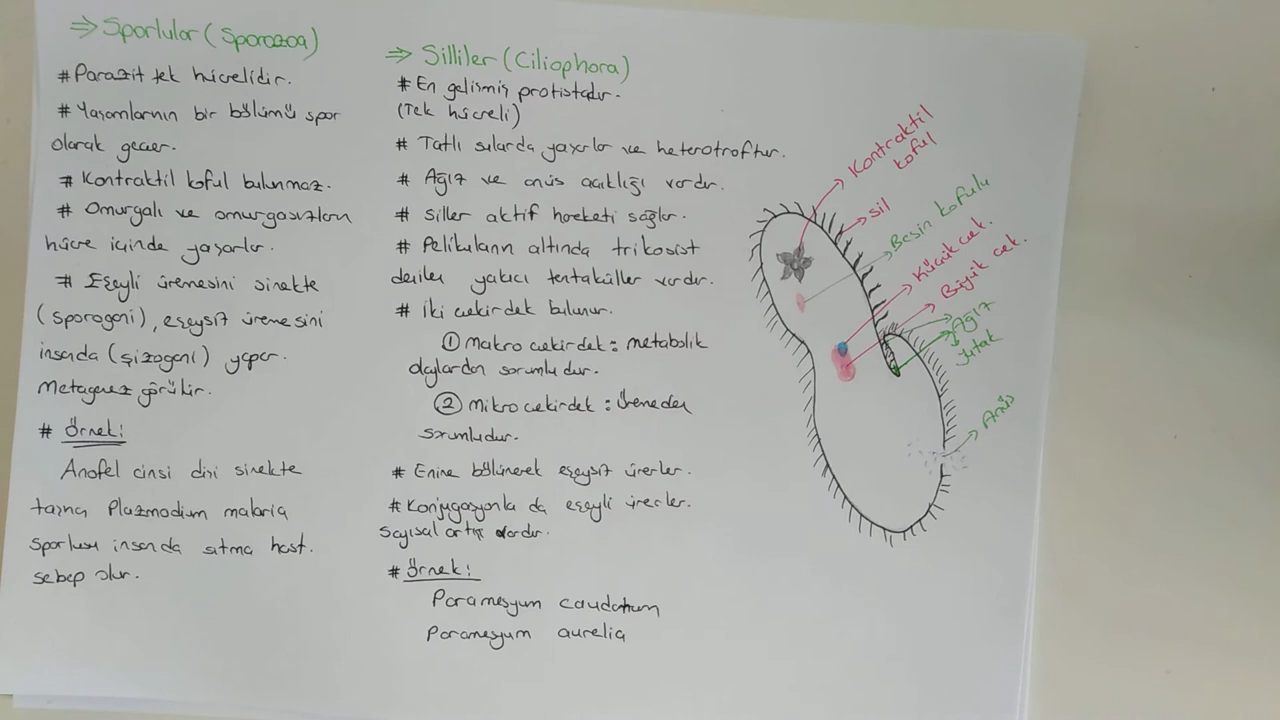 ⇒ Sporlular (Sporozoa)
# Parazit tek hücrelidir.
# Yaşamlarının bir bölümü spor
olarak geçer.
# Kontraktil koful bulunmaz.
# Omurgalı ve omurgasızların
hücre içinde yaşarlar.
# Eşeyli üremesini sinekte
(sporogoni), eşeysiz üremesini
insanda (şizogoni) yapar.
Metagenez görülür.
# Örnek:
Anofel cinsi dişi sinekte
taşınan Plazmodium malaria
sporlusu insanda sıtma hast.
sebep olur.
⇒ Silliler (Ciliophora)
# En gelişmiş protistadır.
(Tek hücreli)
# Tatlı sularda yaşarlar ve heterotroftur.
# Ağız ve anüs açıklığı vardır.
# Siller aktif hareketi sağlar.
# Pelikulanın altında trikosist
denilen yakıcı tentaküller vardır.
# İki çekirdek bulunur.
① Makro çekirdek: metabolik
olaylardan sorumludur.
② Mikro çekirdek: Üremeden
sorumludur.
# Enine bölünerek eşeysiz ürerler.
# Konjugasyonla da eşeyli ürerler.
Sayısal artış vardır.
# Örnek:
Paramesyum caudatum
Paramesyum aurelia
Kontraktil
koful
sil
Besin kofulu
Küçük çek.
Büyük çek.
Ağız
Yutak
Anüs